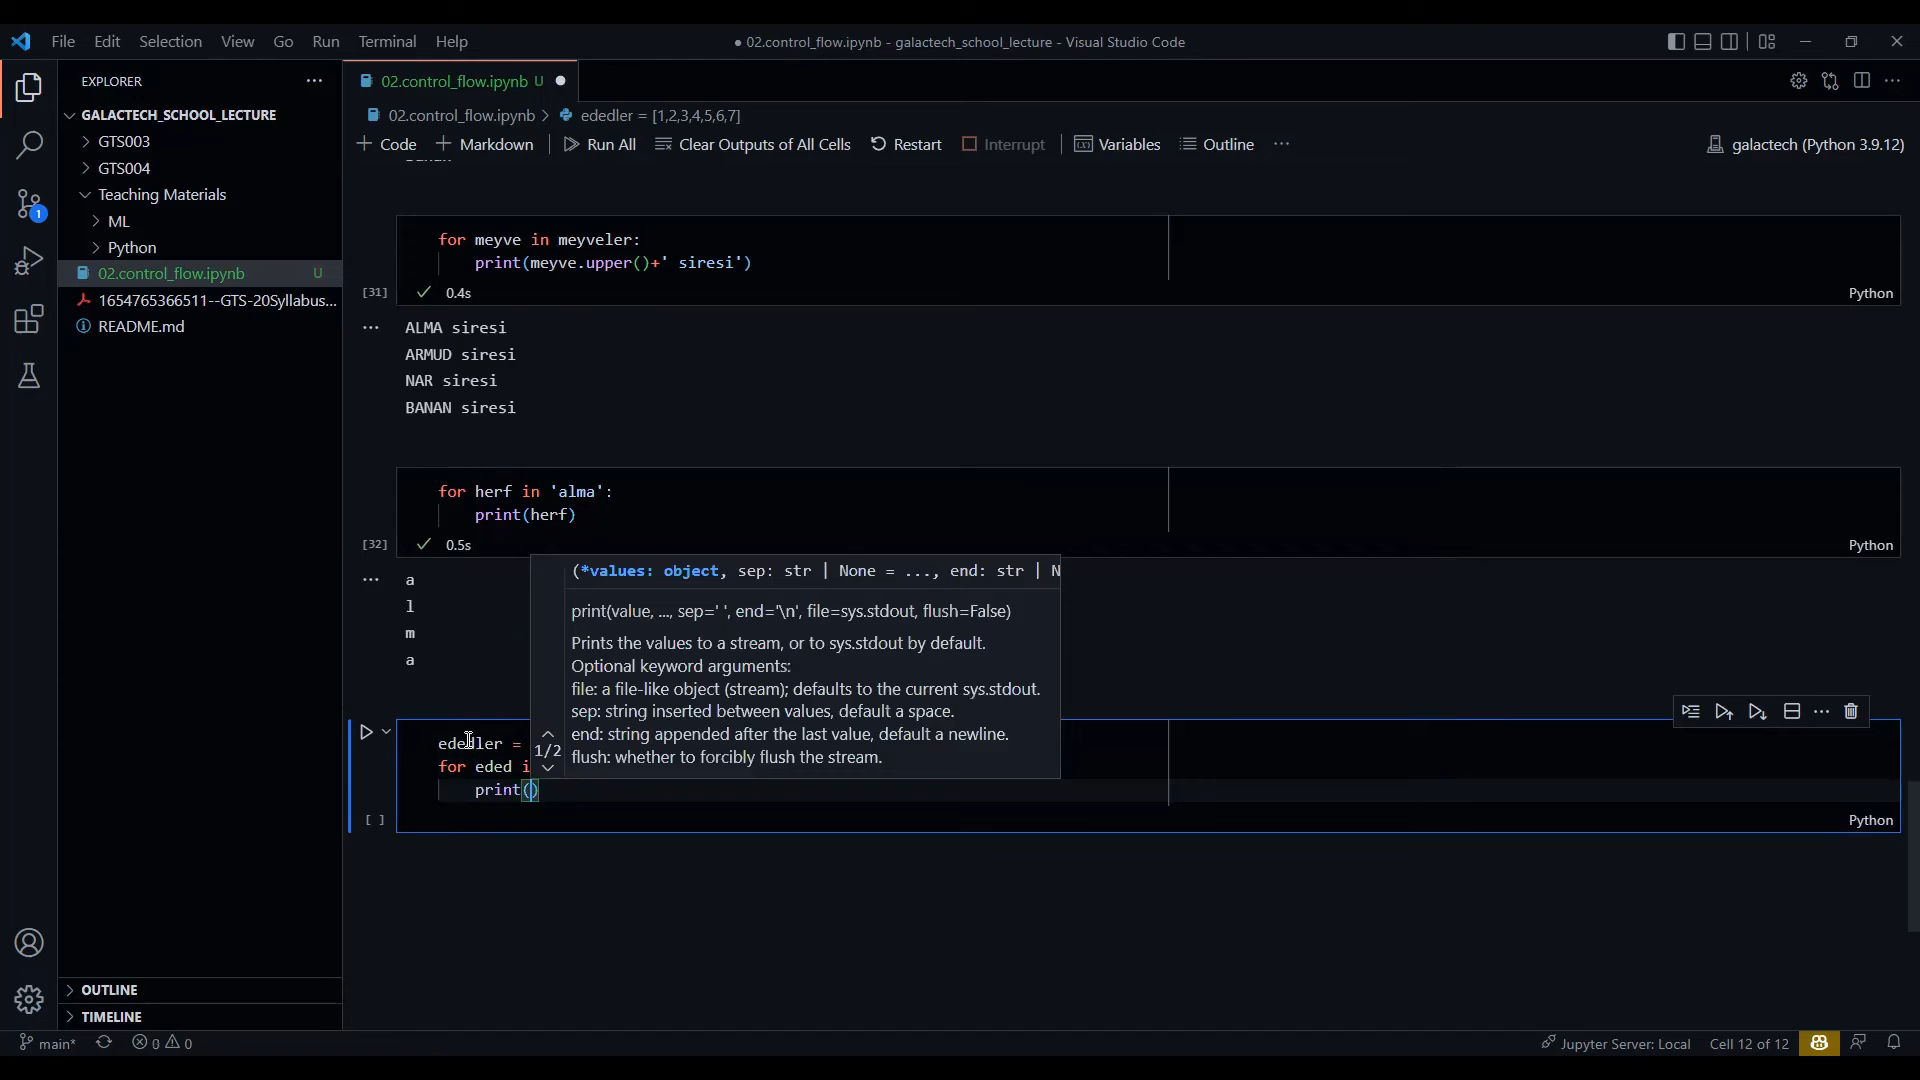 File Edit Selection View Go Run Terminal Help
● 02.control_flow.ipynb - galactech_school_lecture - Visual Studio Code
EXPLORER
02.control_flow.ipynb U
GALACTECH_SCHOOL_LECTURE
02.control_flow.ipynb > ededler = [1,2,3,4,5,6,7]
GTS003
+ Code + Markdown Run All Clear Outputs of All Cells Restart Interrupt Variables Outline ...
galactech (Python 3.9.12)
GTS004
Teaching Materials
ML
Python
02.control_flow.ipynb U
1654765366511--GTS-20Syllabus...
README.md
for meyve in meyveler:
print(meyve.upper()+' siresi')
[31] 0.4s Python
ALMA siresi
ARMUD siresi
NAR siresi
BANAN siresi
for herf in 'alma':
print(herf)
[32] 0.5s Python
a
l
m
a
(*values: object, sep: str | None = ..., end: str | N
print(value, ..., sep=' ', end='\n', file=sys.stdout, flush=False)
Prints the values to a stream, or to sys.stdout by default.
Optional keyword arguments:
file: a file-like object (stream); defaults to the current sys.stdout.
sep: string inserted between values, default a space.
end: string appended after the last value, default a newline.
flush: whether to forcibly flush the stream.
1/2
ededler =
for eded i
print()
[ ] Python
OUTLINE
TIMELINE
main* 0 0
Jupyter Server: Local Cell 12 of 12
1